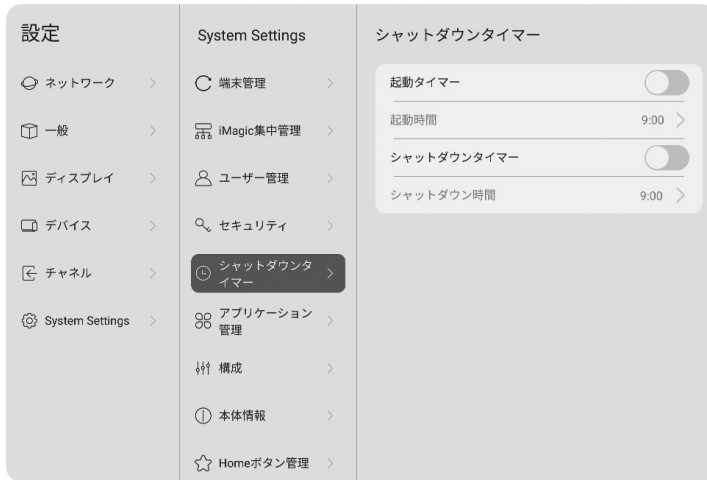 設定
ネットワーク
一般
ディスプレイ
デバイス
チャネル
System Settings
System Settings
端末管理
iMagic集中管理
ユーザー管理
セキュリティ
シャットダウンタ
イマー
アプリケーション
管理
構成
本体情報
Homeボタン管理
シャットダウンタイマー
起動タイマー
起動時間
9:00
シャットダウンタイマー
シャットダウン時間
9:00